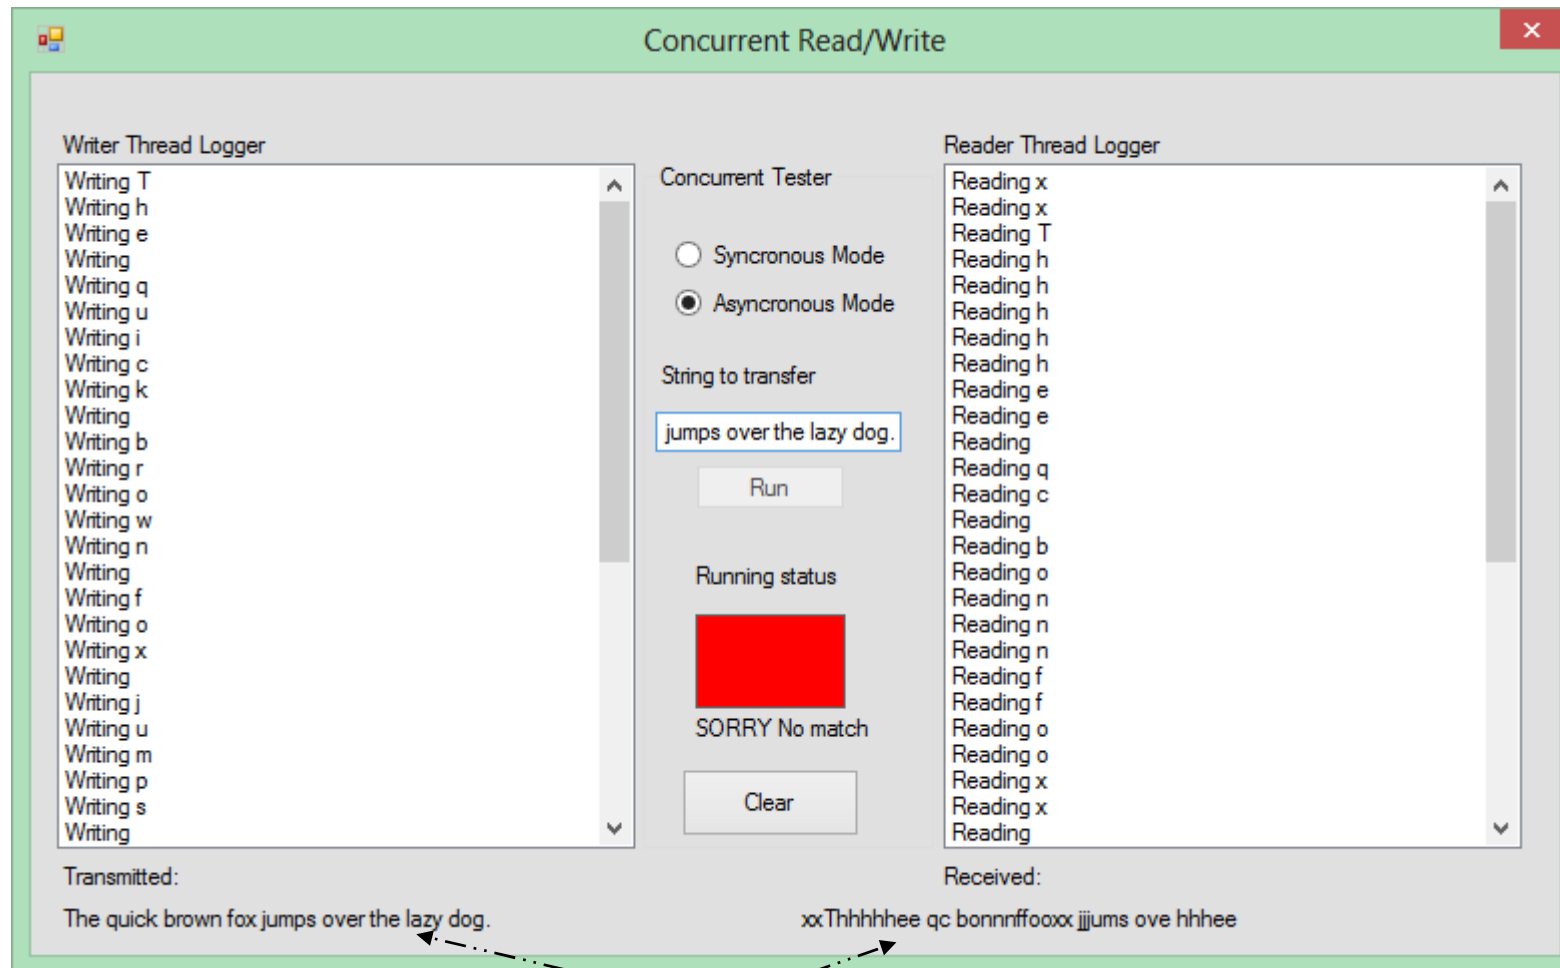 Concurrent Read/Write
Writer Thread Logger
Writing T
Writing h
Writing e
Writing
Writing q
Writing u
Writing i
Writing c
Writing k
Writing
Writing b
Writing r
Writing o
Writing w
Writing n
Writing
Writing f
Writing o
Writing x
Writing
Writing j
Writing u
Writing m
Writing p
Writing s
Writing
Concurrent Tester
Syncronous Mode
Asyncronous Mode
String to transfer
jumps over the lazy dog.
Run
Running status
SORRY No match
Clear
Reader Thread Logger
Reading x
Reading x
Reading T
Reading h
Reading h
Reading h
Reading h
Reading h
Reading e
Reading e
Reading
Reading q
Reading c
Reading
Reading b
Reading o
Reading n
Reading n
Reading n
Reading f
Reading f
Reading o
Reading o
Reading x
Reading x
Reading
Transmitted:
The quick brown fox jumps over the lazy dog.
Received:
xxThhhhhee qc bonnnffooxx jjjums ove hhhee